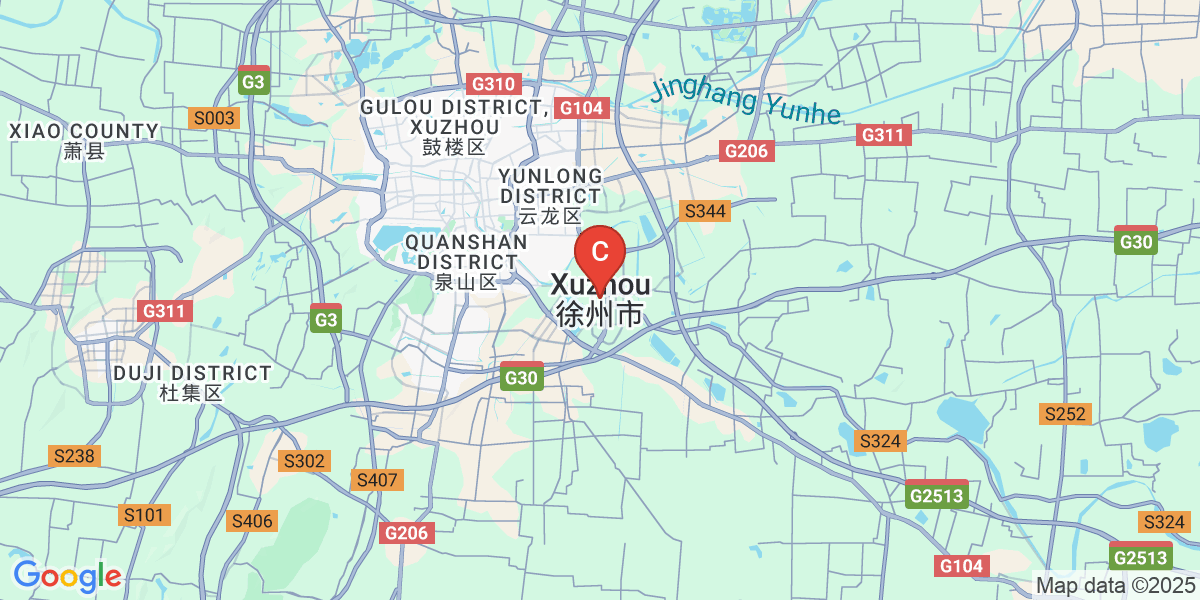 G310
G3
GULOU DISTRICT,
XUZHOU
鼓楼区
G104
Jinghang Yunhe
S003
XIAO COUNTY
萧县
G311
G206
YUNLONG
DISTRICT
云龙区
S344
QUANSHAN
DISTRICT
泉山区
C
G30
Xuzhou
徐州市
G311
G3
DUJI DISTRICT
杜集区
G30
S252
S324
S238
S302
S407
G2513
S101
S406
S324
G206
G2513
G104
Google
Map data ©2025